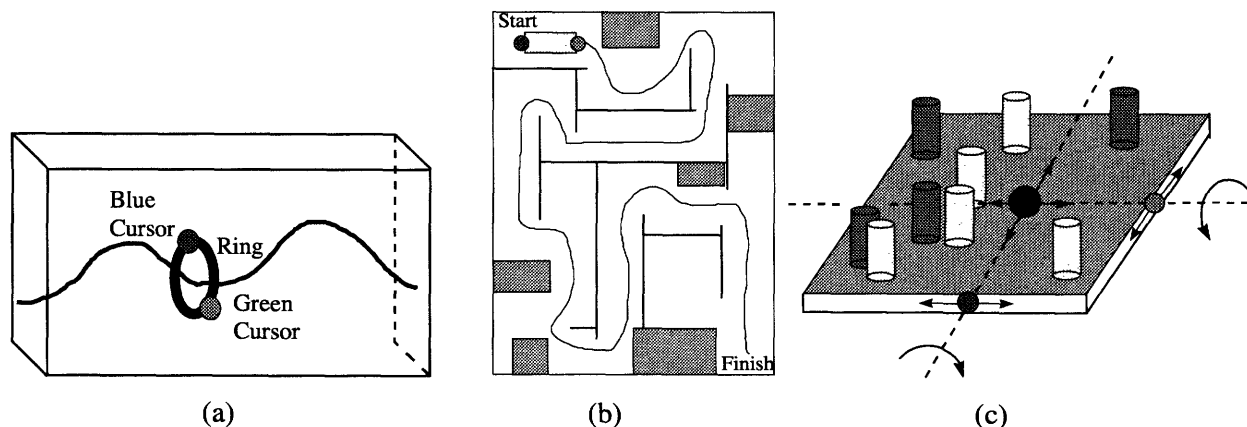 Blue
Cursor
Ring
Green
Cursor
(a)
Start
Finish
(b)
(c)